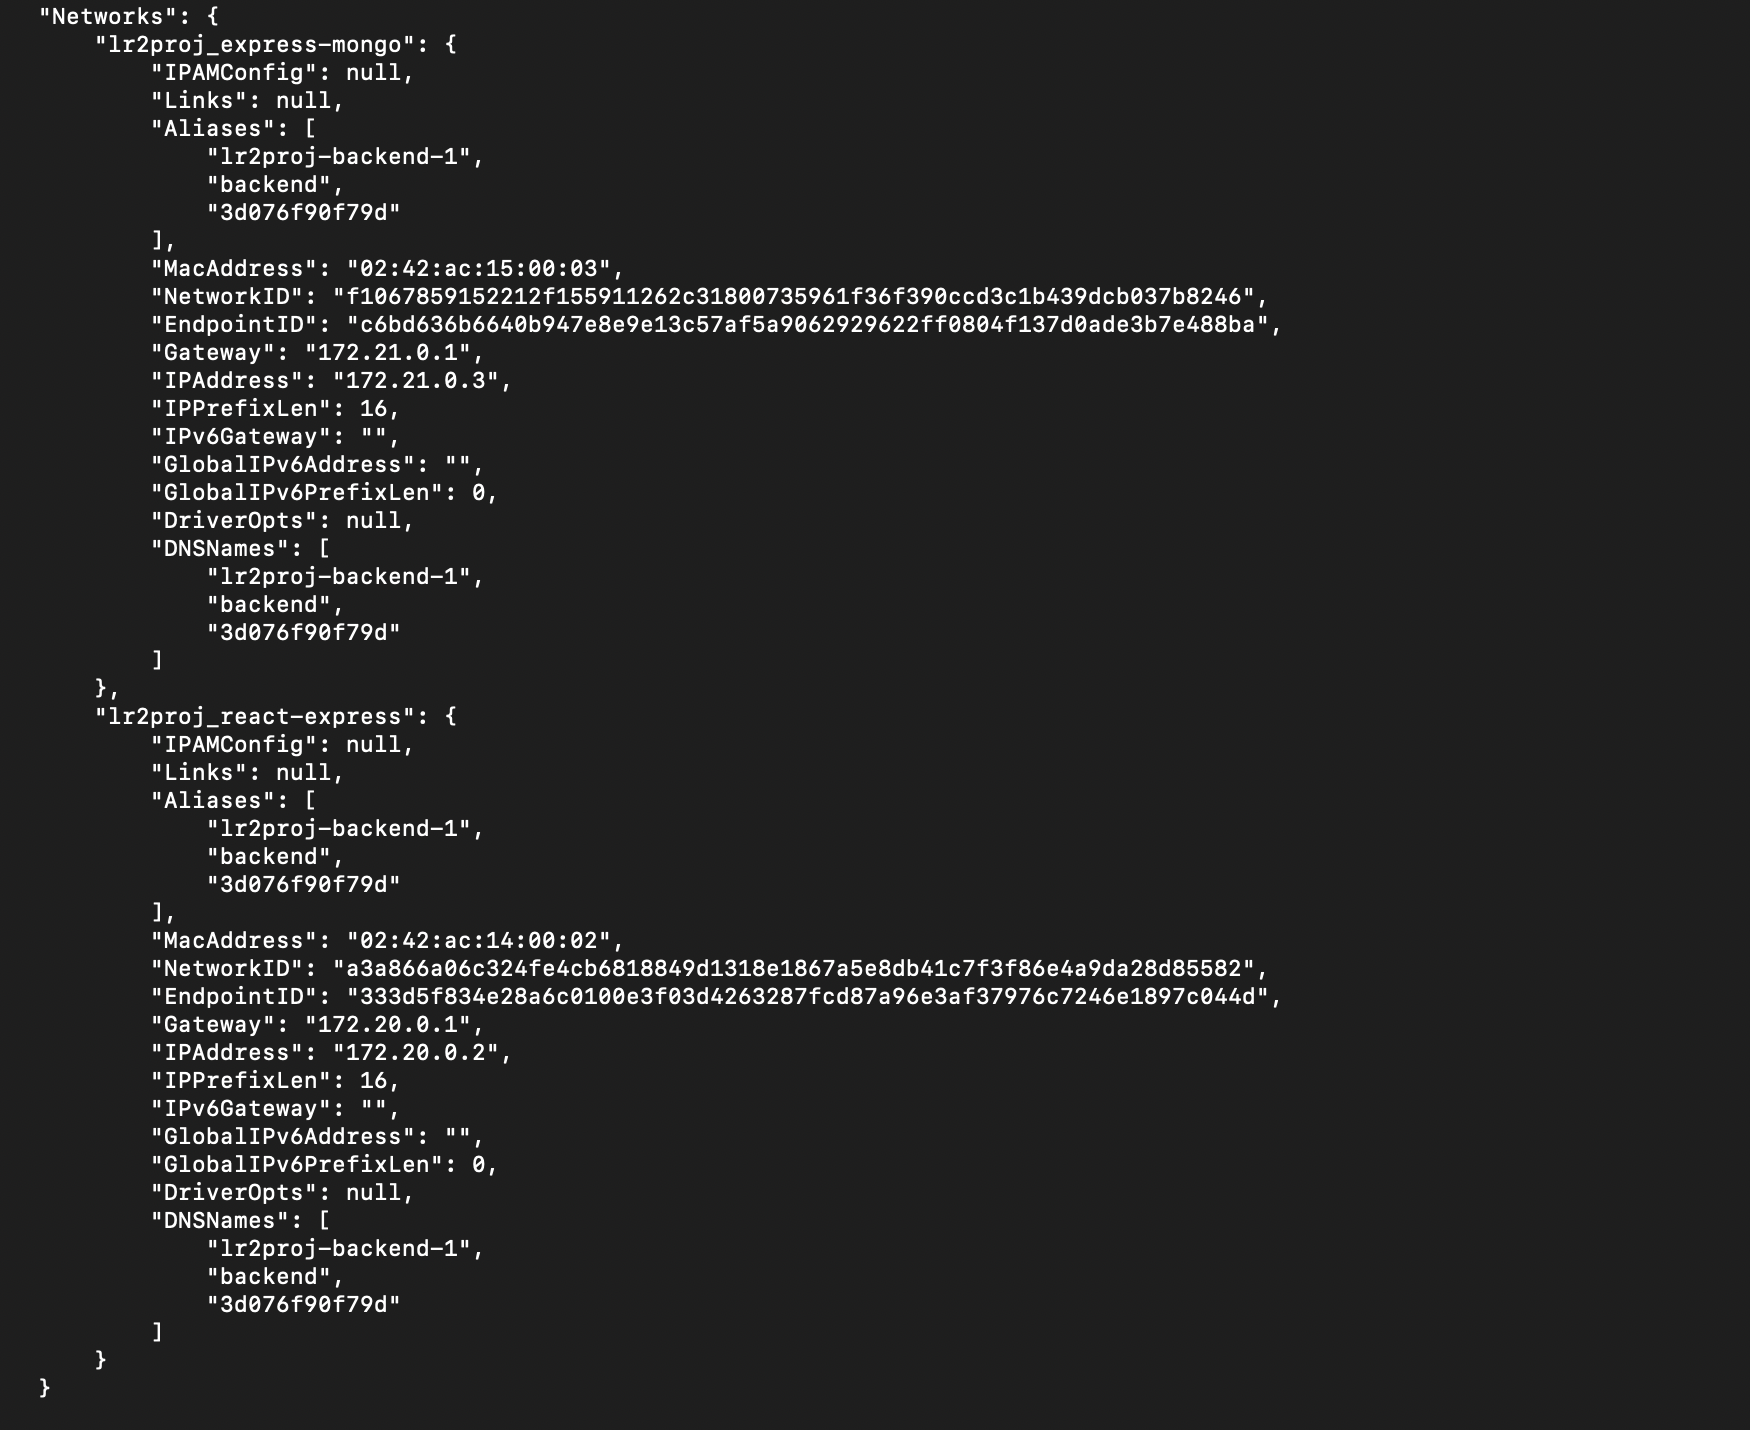 "Networks": {
"lr2proj_express-mongo": {
"IPAMConfig": null,
"Links": null,
"Aliases": [
"lr2proj-backend-1",
"backend",
"3d076f90f79d"
],
"MacAddress": "02:42:ac:15:00:03",
"NetworkID": "f1067859152212f155911262c31800735961f36f390ccd3c1b439dcb037b8246",
"EndpointID": "c6bd636b6640b947e8e9e13c57af5a9062929622ff0804f137d0ade3b7e488ba",
"Gateway": "172.21.0.1",
"IPAddress": "172.21.0.3",
"IPPrefixLen": 16,
"IPv6Gateway": "",
"GlobalIPv6Address": "",
"GlobalIPv6PrefixLen": 0,
"DriverOpts": null,
"DNSNames": [
"lr2proj-backend-1",
"backend",
"3d076f90f79d"
]
},
"lr2proj_react-express": {
"IPAMConfig": null,
"Links": null,
"Aliases": [
"lr2proj-backend-1",
"backend",
"3d076f90f79d"
],
"MacAddress": "02:42:ac:14:00:02",
"NetworkID": "a3a866a06c324fe4cb6818849d1318e1867a5e8db41c7f3f86e4a9da28d85582",
"EndpointID": "333d5f834e28a6c0100e3f03d4263287fcd87a96e3af37976c7246e1897c044d",
"Gateway": "172.20.0.1",
"IPAddress": "172.20.0.2",
"IPPrefixLen": 16,
"IPv6Gateway": "",
"GlobalIPv6Address": "",
"GlobalIPv6PrefixLen": 0,
"DriverOpts": null,
"DNSNames": [
"lr2proj-backend-1",
"backend",
"3d076f90f79d"
]
}
}